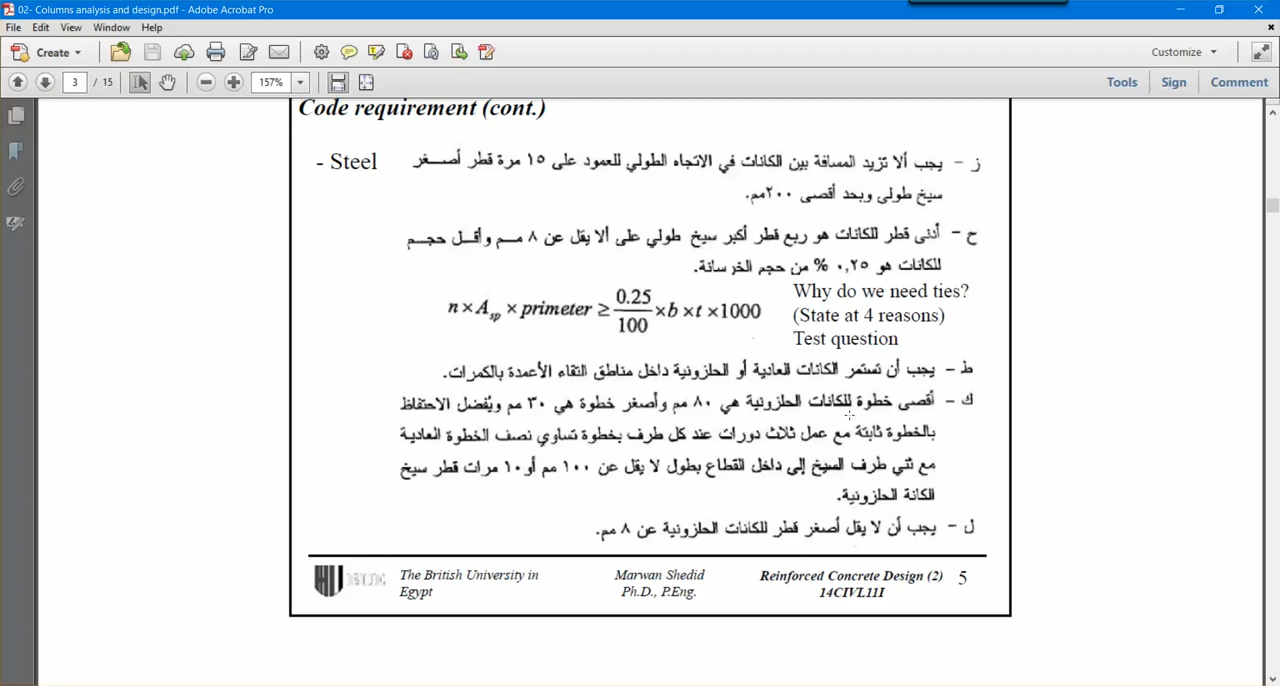 02- Columns analysis and design.pdf - Adobe Acrobat Pro
File Edit View Window Help
Create Customize
3 / 15 157% Tools Sign Comment
Code requirement (cont.)
- Steel
ز – يجب ألا تزيد المسافة بين الكانات في الاتجاه الطولي للعمود على ١٥ مرة قطر أصـــغر
سيخ طولى وبحد أقصى ٢٠٠مم.
ح – أدنى قطر للكانات هو ربع قطر أكبر سيخ طولي على ألا يقل عن ٨ مـــم وأقـــل حجـــم
للكانات هو ٠,٢٥ % من حجم الخرسانة.
n × Asp × primeter ≥ 0.25/100 × b × t × 1000
Why do we need ties?
(State at 4 reasons)
Test question
ط – يجب أن تستمر الكانات العادية أو الحلزونية داخل مناطق التقاء الأعمدة بالكمرات.
ك – أقصى خطوة للكانات الحلزونية هي ٨٠ مم وأصغر خطوة هي ٣٠ مم ويُفضل الاحتفاظ
بالخطوة ثابتة مع عمل ثلاث دورات عند كل طرف بخطوة تساوي نصف الخطوة العادية
مع ثني طرف السيخ إلى داخل القطاع بطول لا يقل عن ١٠٠ مم أو ١٠ مرات قطر سيخ
الكانة الحلزونية.
ل – يجب أن لا يقل أصغر قطر للكانات الحلزونية عن ٨ مم.
BUE
The British University in
Egypt
Marwan Shedid
Ph.D., P.Eng.
Reinforced Concrete Design (2)
14CIVL11I
5